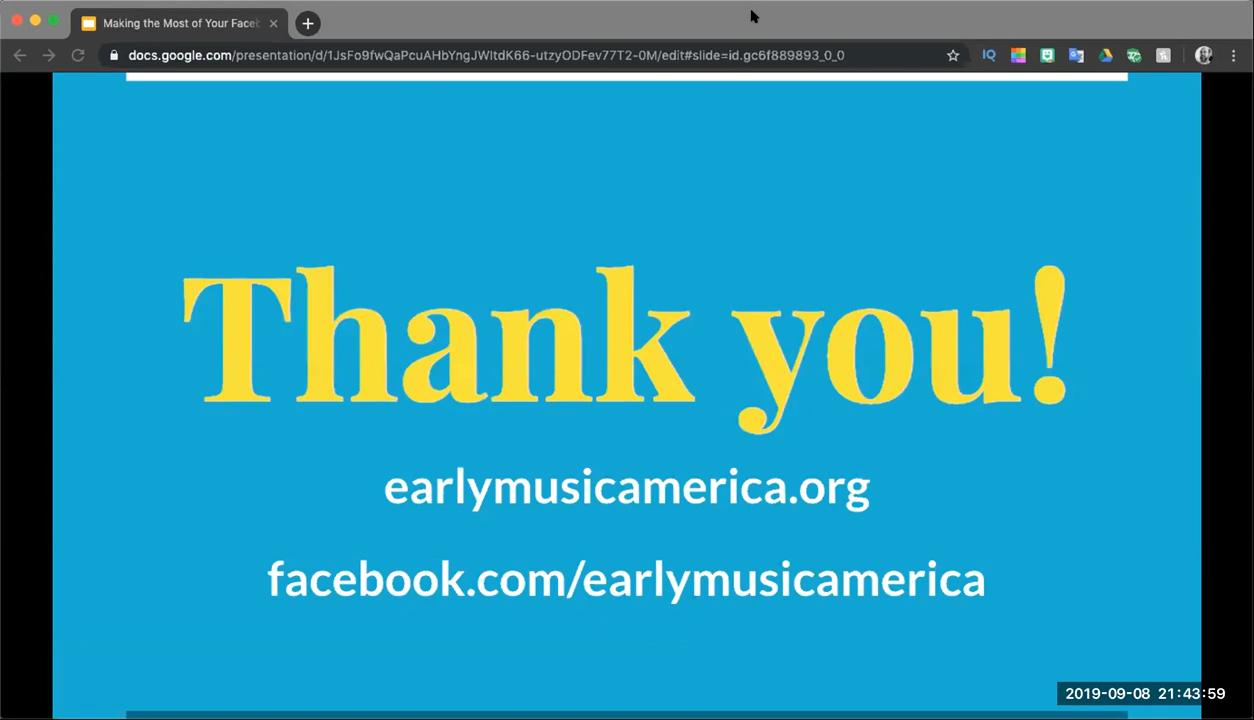 Making the Most of Your Faceb
docs.google.com/presentation/d/1JsFo9fwQaPcuAHbYngJWltdK66-utzyODFev77T2-0M/edit#slide=id.gc6f889893_0_0
Thank you!
earlymusicamerica.org
facebook.com/earlymusicamerica
2019-09-08 21:43:59